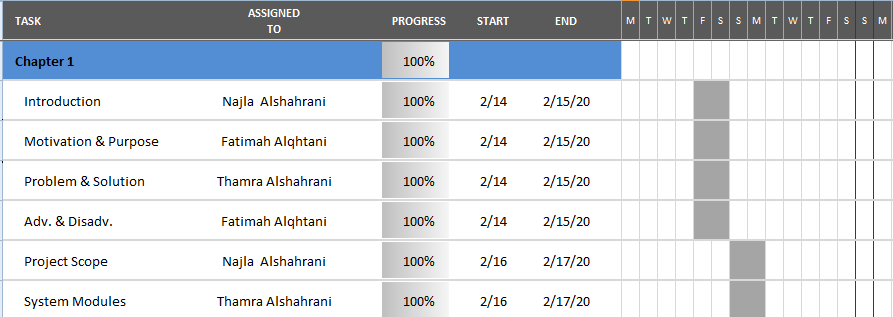 TASK ASSIGNED TO PROGRESS START END M T W T F S S M T W T F S S M
Chapter 1 100%
Introduction Najla Alshahrani 100% 2/14 2/15/20
Motivation & Purpose Fatimah Alqhtani 100% 2/14 2/15/20
Problem & Solution Thamra Alshahrani 100% 2/14 2/15/20
Adv. & Disadv. Fatimah Alqhtani 100% 2/14 2/15/20
Project Scope Najla Alshahrani 100% 2/16 2/17/20
System Modules Thamra Alshahrani 100% 2/16 2/17/20